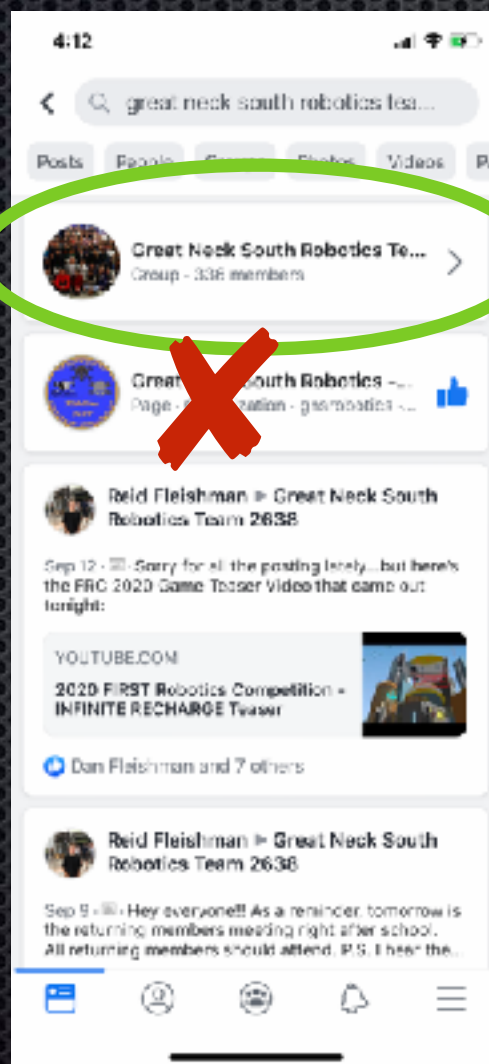 4:12
great neck south robotics tea...
Posts People Photos Videos
Great Neck South Robotics Te...
Group - 336 members
Great South Robotics -...
Page -
Reid Fleishman ▶ Great Neck South
Robotics Team 2638
Sep 12 · Sorry for all the posting lately...but here's
the FRC 2020 Game Teaser Video that came out
tonight:
YOUTUBE.COM
2020 FIRST Robotics Competition -
INFINITE RECHARGE Teaser
Dan Fleishman and 7 others
Reid Fleishman ▶ Great Neck South
Robotics Team 2638
Sep 9 · Hey everyone!! As a reminder, tomorrow is
the returning members meeting right after school.
All returning members should attend. P.S. I hear the...